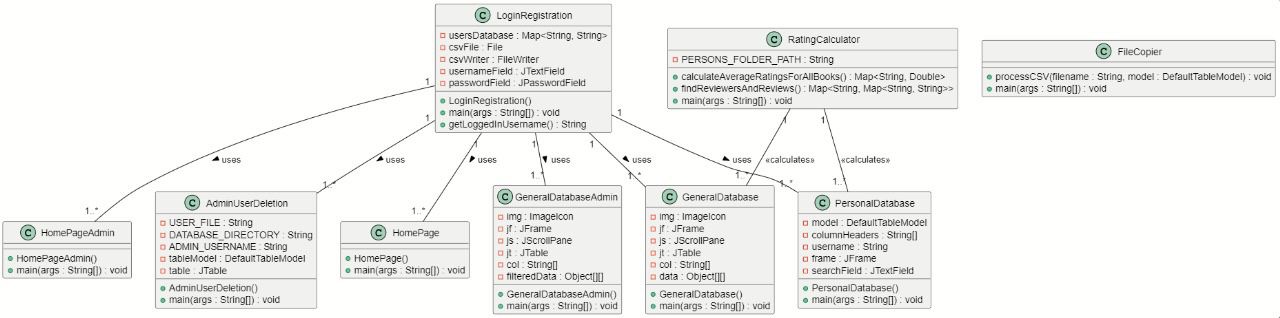 C LoginRegistration
usersDatabase : Map<String, String>
csvFile : File
csvWriter : FileWriter
usernameField : JTextField
passwordField : JPasswordField
LoginRegistration()
main(args : String[]) : void
getLoggedInUsername() : String
C RatingCalculator
PERSONS_FOLDER_PATH : String
calculateAverageRatingsForAllBooks() : Map<String, Double>
findReviewersAndReviews() : Map<String, Map<String, String>>
main(args : String[]) : void
C FileCopier
processCSV(filename : String, model : DefaultTableModel) : void
main(args : String[]) : void
1
1
1
1
1
1
1
1
uses
uses
uses
uses
uses
uses
«calculates»
«calculates»
1..*
1..*
1..*
1..*
1..*
1..*
1..*
1..*
C HomePageAdmin
HomePageAdmin()
main(args : String[]) : void
C AdminUserDeletion
USER_FILE : String
DATABASE_DIRECTORY : String
ADMIN_USERNAME : String
tableModel : DefaultTableModel
table : JTable
AdminUserDeletion()
main(args : String[]) : void
C HomePage
HomePage()
main(args : String[]) : void
C GeneralDatabaseAdmin
img : ImageIcon
jf : JFrame
js : JScrollPane
jt : JTable
col : String[]
filteredData : Object[][]
GeneralDatabaseAdmin()
main(args : String[]) : void
C GeneralDatabase
img : ImageIcon
jf : JFrame
js : JScrollPane
jt : JTable
col : String[]
data : Object[][]
GeneralDatabase()
main(args : String[]) : void
C PersonalDatabase
model : DefaultTableModel
columnHeaders : String[]
username : String
frame : JFrame
searchField : JTextField
PersonalDatabase()
main(args : String[]) : void